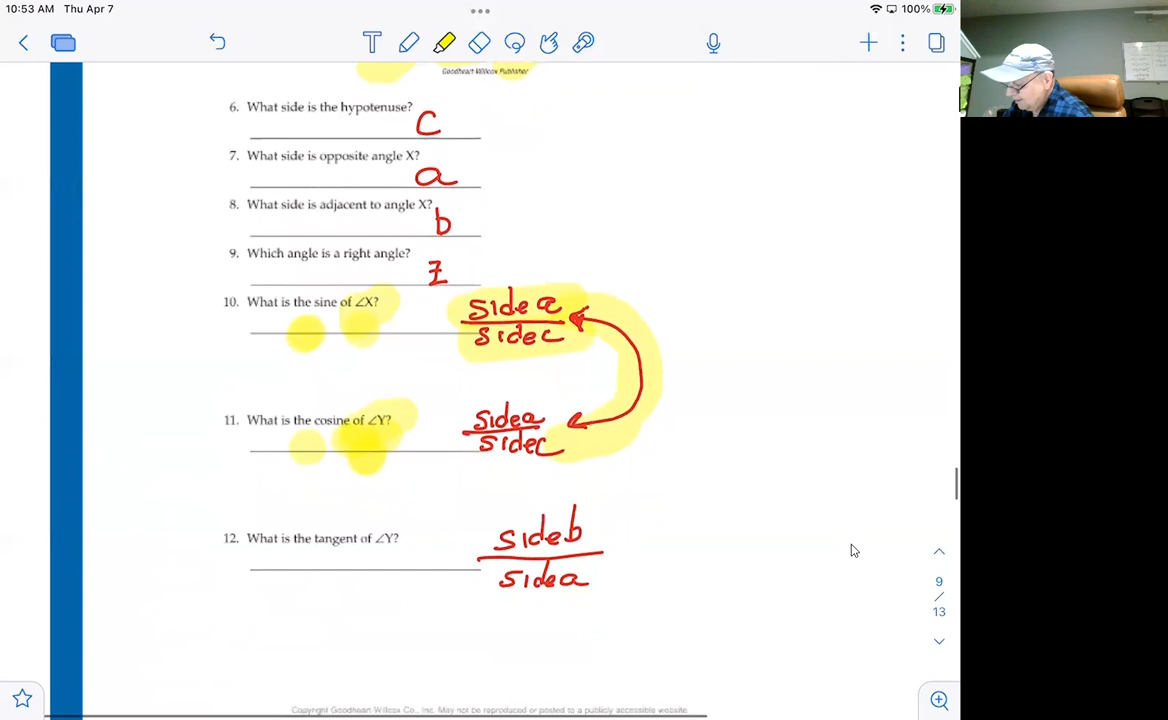 10:53 AM Thu Apr 7
100%
Goodheart-Willcox Publisher
6. What side is the hypotenuse?
c
7. What side is opposite angle X?
a
8. What side is adjacent to angle X?
b
9. Which angle is a right angle?
Z
10. What is the sine of ∠X?
side a
side c
11. What is the cosine of ∠Y?
side a
side c
12. What is the tangent of ∠Y?
side b
side a
9
/
13
Copyright Goodheart-Willcox Co., Inc. May not be reproduced or posted to a publicly accessible website.